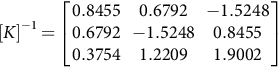 [K]⁻¹ = [0.8455 0.6792 −1.5248
0.6792 −1.5248 0.8455
0.3754 1.2209 1.9002]